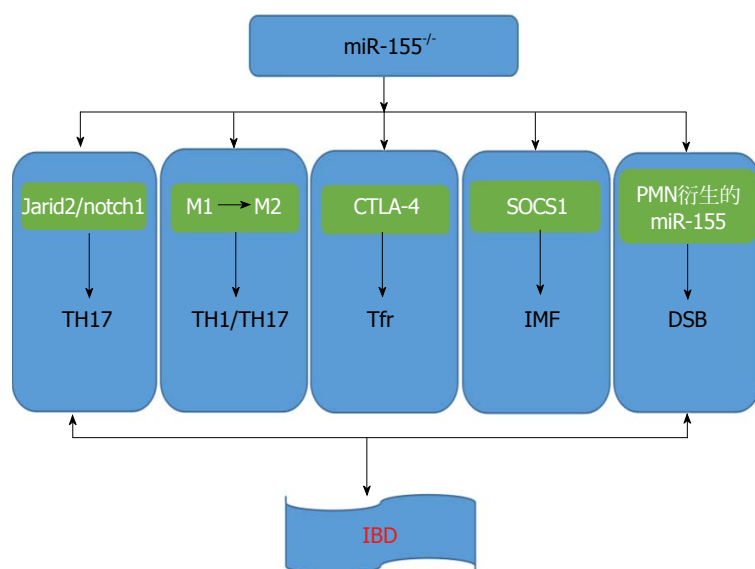 miR-155-/-
Jarid2/notch1
TH17
M1 → M2
TH1/TH17
CTLA-4
Tfr
SOCS1
IMF
PMN衍生的
miR-155
DSB
IBD